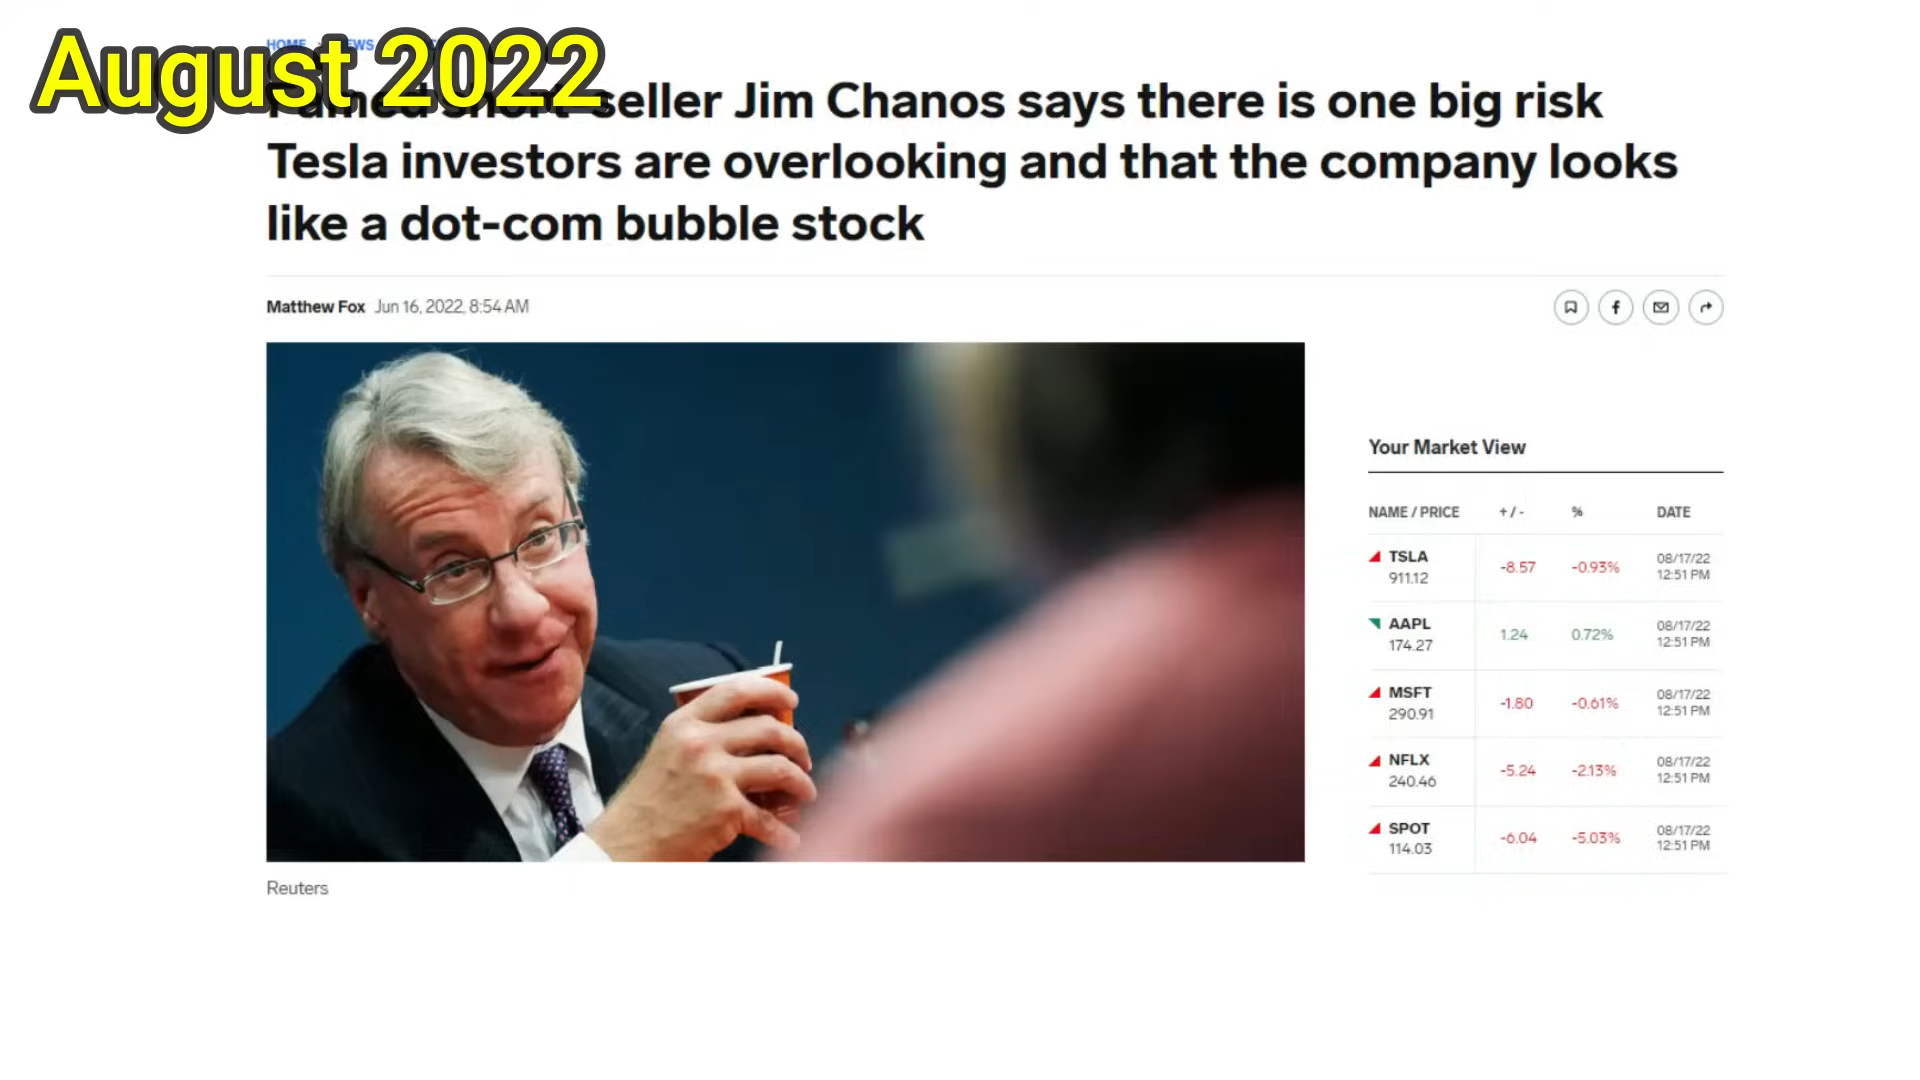 August 2022
HOME
Famed short-seller Jim Chanos says there is one big risk
Tesla investors are overlooking and that the company looks
like a dot-com bubble stock
Matthew Fox Jun 16, 2022, 8:54 AM
Reuters
Your Market View
NAME / PRICE + / - % DATE
TSLA
911.12 -8.57 -0.93% 08/17/22
12:51 PM
AAPL
174.27 1.24 0.72% 08/17/22
12:51 PM
MSFT
290.91 -1.80 -0.61% 08/17/22
12:51 PM
NFLX
240.46 -5.24 -2.13% 08/17/22
12:51 PM
SPOT
114.03 -6.04 -5.03% 08/17/22
12:51 PM